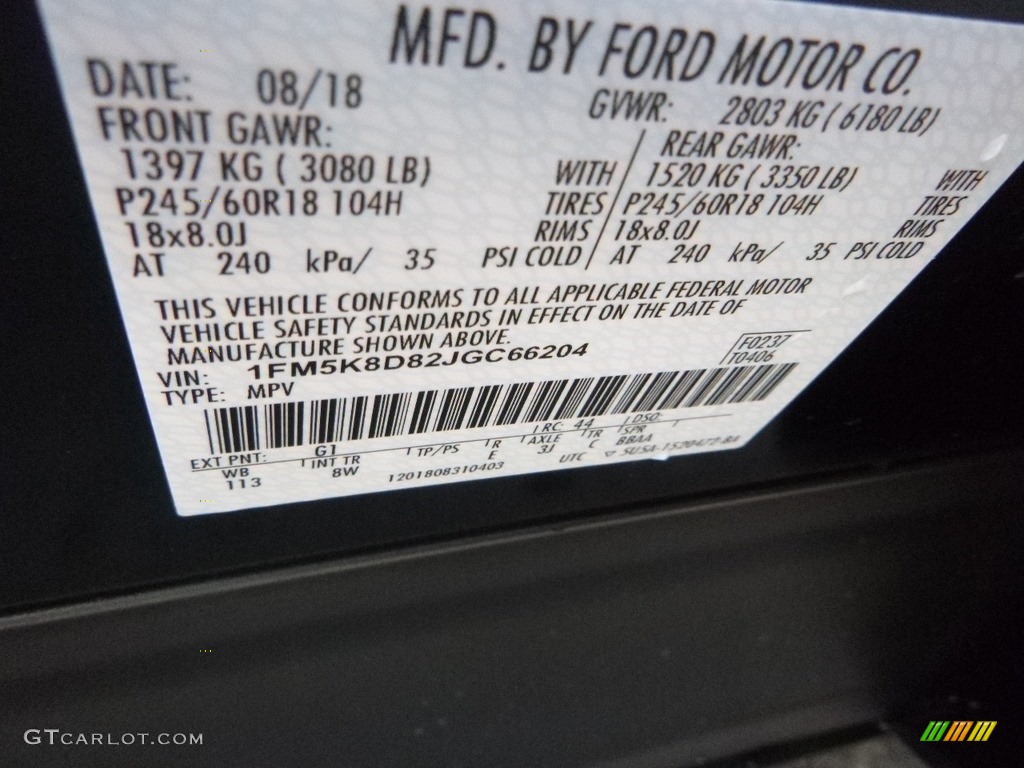 MFD. BY FORD MOTOR CO.
DATE: 08/18 GVWR: 2803 KG ( 6180 LB)
FRONT GAWR: REAR GAWR:
1397 KG ( 3080 LB) WITH 1520 KG ( 3350 LB) WITH
P245/60R18 104H TIRES P245/60R18 104H TIRES
18x8.0J RIMS 18x8.0J RIMS
AT 240 kPa/ 35 PSI COLD AT 240 kPa/ 35 PSI COLD
THIS VEHICLE CONFORMS TO ALL APPLICABLE FEDERAL MOTOR
VEHICLE SAFETY STANDARDS IN EFFECT ON THE DATE OF
MANUFACTURE SHOWN ABOVE.
VIN: 1FM5K8D82JGC66204 F0237
TYPE: MPV T0406
EXT PNT: G1 RC: 44 DSO:
WB INT TR TP/PS R AXLE TR SPR
113 8W E 3J C BBAA
1201808310403 UTC ▽ 5USA-1520472-BA
GTCARLOT.COM